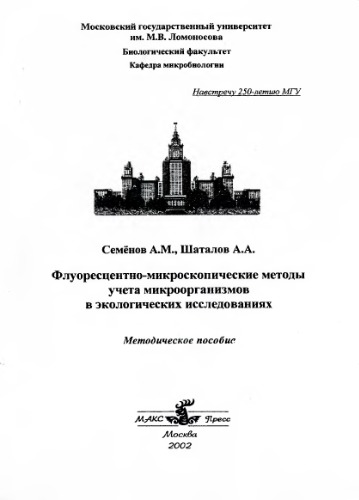 Московский государственный университет
им. М.В. Ломоносова
Биологический факультет
Кафедра микробиологии
Навстречу 250-летию МГУ
Семёнов А.М., Шаталов А.А.
Флуоресцентно-микроскопические методы
учета микроорганизмов
в экологических исследованиях
Методическое пособие
МАКС Пресс
Москва
2002